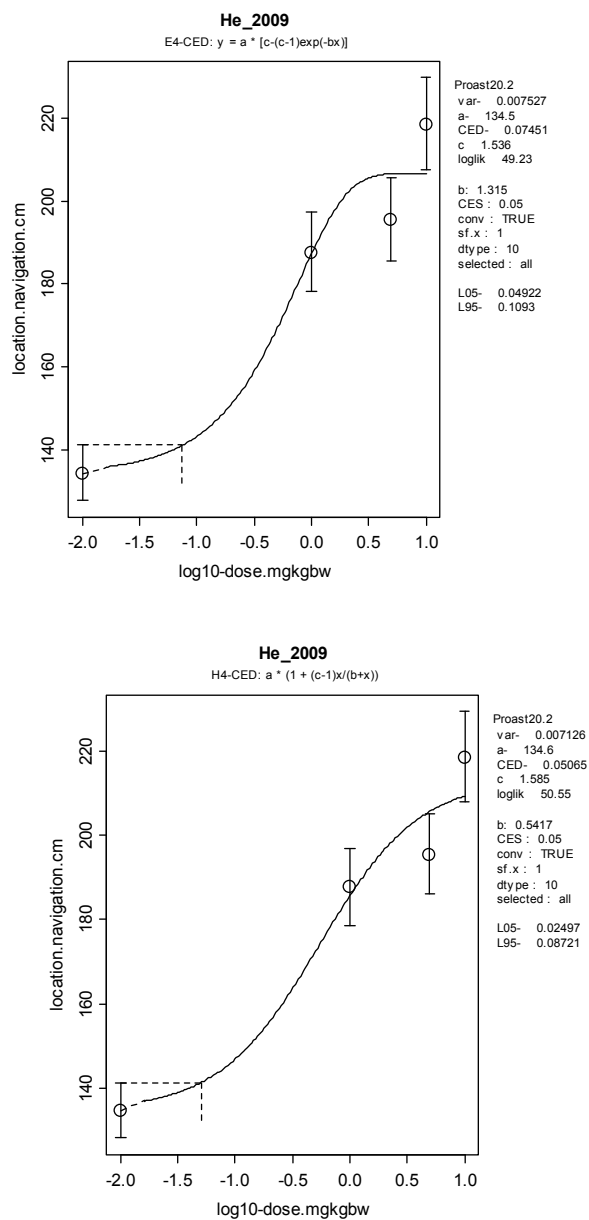 He_2009
E4-CED: y = a * [c-(c-1)exp(-bx)]
location.navigation.cm
220
200
180
160
140
-2.0 -1.5 -1.0 -0.5 0.0 0.5 1.0
log10-dose.mgkgbw
Proast20.2
var- 0.007527
a- 134.5
CED- 0.07451
c 1.536
loglik 49.23
b: 1.315
CES : 0.05
conv : TRUE
sf.x : 1
dtype : 10
selected : all
L05- 0.04922
L95- 0.1093
He_2009
H4-CED: a * (1 + (c-1)x/(b+x))
location.navigation.cm
220
200
180
160
140
-2.0 -1.5 -1.0 -0.5 0.0 0.5 1.0
log10-dose.mgkgbw
Proast20.2
var- 0.007126
a- 134.6
CED- 0.05065
c 1.585
loglik 50.55
b: 0.5417
CES : 0.05
conv : TRUE
sf.x : 1
dtype : 10
selected : all
L05- 0.02497
L95- 0.08721